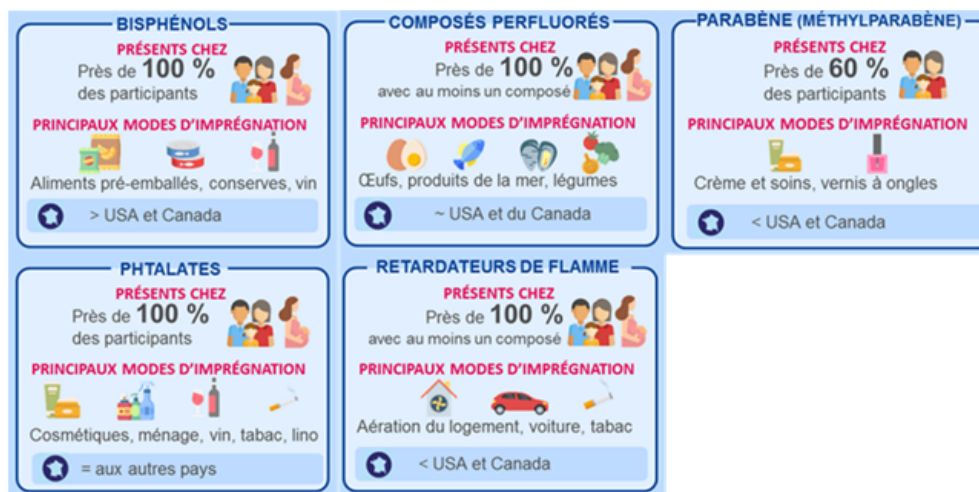 BISPHÉNOLS
PRÉSENTS CHEZ
Près de 100 %
des participants
PRINCIPAUX MODES D'IMPRÉGNATION
Aliments pré-emballés, conserves, vin
> USA et Canada
COMPOSÉS PERFLUORÉS
PRÉSENTS CHEZ
Près de 100 %
avec au moins un composé
PRINCIPAUX MODES D'IMPRÉGNATION
Œufs, produits de la mer, légumes
~ USA et du Canada
PARABÈNE (MÉTHYLPARABÈNE)
PRÉSENTS CHEZ
Près de 60 %
des participants
PRINCIPAUX MODES D'IMPRÉGNATION
Crème et soins, vernis à ongles
< USA et Canada
PHTALATES
PRÉSENTS CHEZ
Près de 100 %
des participants
PRINCIPAUX MODES D'IMPRÉGNATION
Cosmétiques, ménage, vin, tabac, lino
= aux autres pays
RETARDATEURS DE FLAMME
PRÉSENTS CHEZ
Près de 100 %
avec au moins un composé
PRINCIPAUX MODES D'IMPRÉGNATION
Aération du logement, voiture, tabac
< USA et Canada